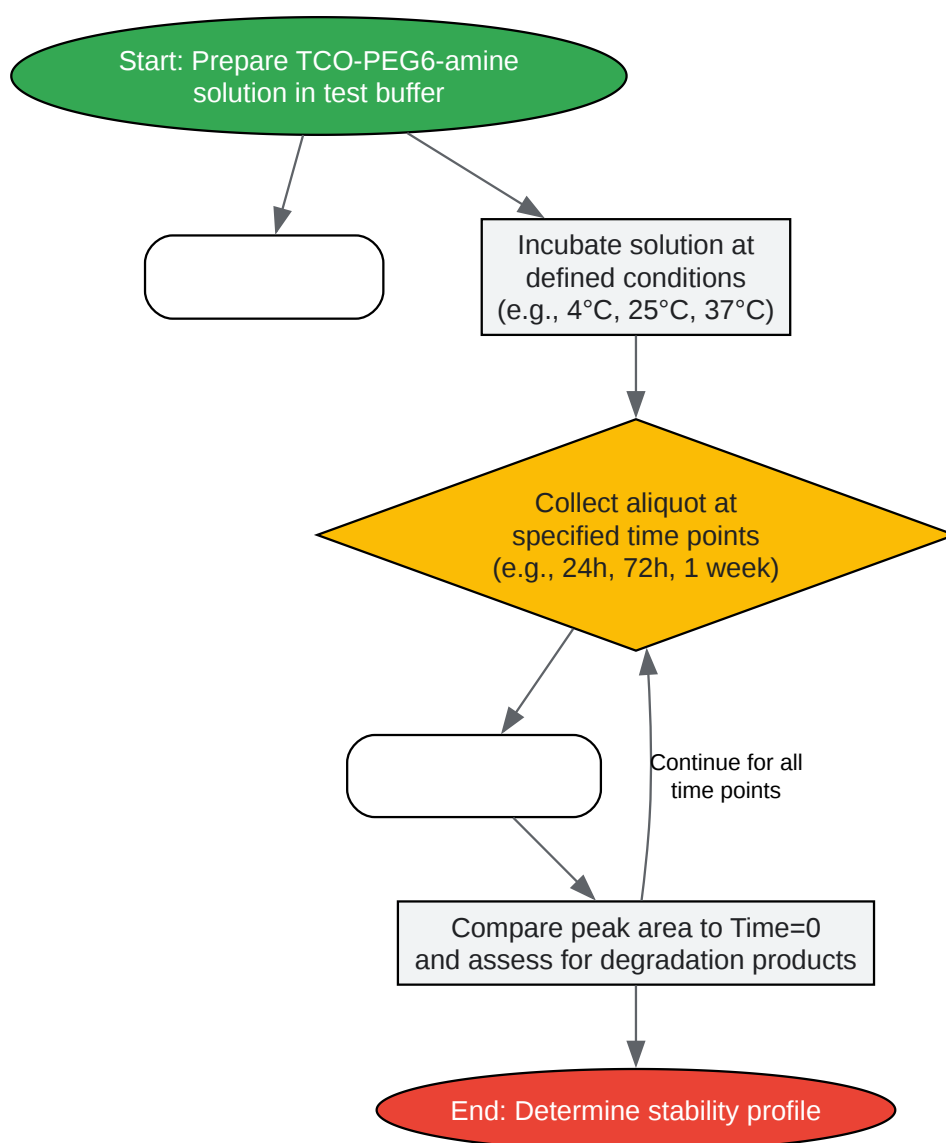 Start: Prepare TCO-PEG6-amine
solution in test buffer
Incubate solution at
defined conditions
(e.g., 4°C, 25°C, 37°C)
Collect aliquot at
specified time points
(e.g., 24h, 72h, 1 week)
Continue for all
time points
Compare peak area to Time=0
and assess for degradation products
End: Determine stability profile